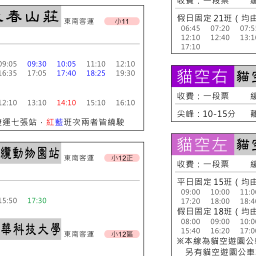 春山莊 東南客運 小11
09:05 09:30 10:05 11:10 12:10
16:35 17:05 17:40 18:25 19:30
12:10 13:10 14:10 15:10 16:10
運七張站，紅藍班次兩者皆繞駛
纜動物園站 東南客運 小12正
15:50 17:30
華科技大學 東南客運 小12區
假日固定21班（均由
06:45 07:20 07:5
12:10 12:40 13:1
17:10
貓空右 貓空
收費：一段票
尖峰：10-15分
貓空左 貓空
收費：一段票
平日固定15班（均由
09:00 10:00 11:0
17:20 18:00 18:4
假日固定18班（均由
08:00 09:00 10:0
15:40 16:20 17:0
※本線為貓空遊園公
另有貓空遊園公車